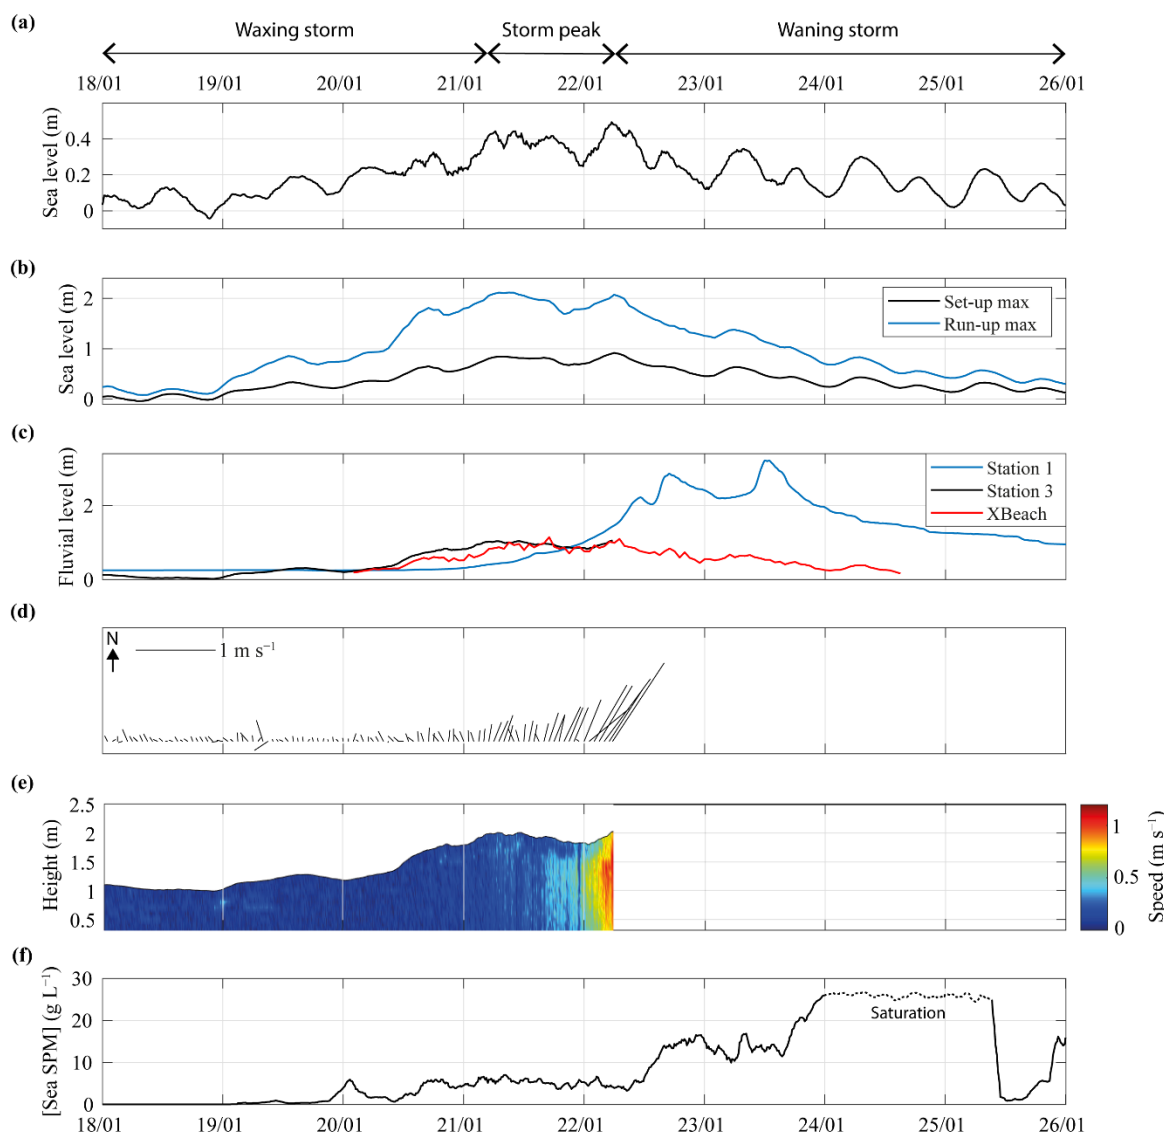 (a)
Waxing storm Storm peak Waning storm
18/01 19/01 20/01 21/01 22/01 23/01 24/01 25/01 26/01
Sea level (m)
0.4
0.2
0
(b)
Sea level (m)
2
1
0
Set-up max
Run-up max
(c)
Fluvial level (m)
2
0
Station 1
Station 3
XBeach
(d)
N
1 m s⁻¹
(e)
Height (m)
2.5
2
1.5
1
0.5
1
0.5
0
Speed (m s⁻¹)
(f)
[Sea SPM] (g L⁻¹)
30
20
10
0
Saturation
18/01 19/01 20/01 21/01 22/01 23/01 24/01 25/01 26/01